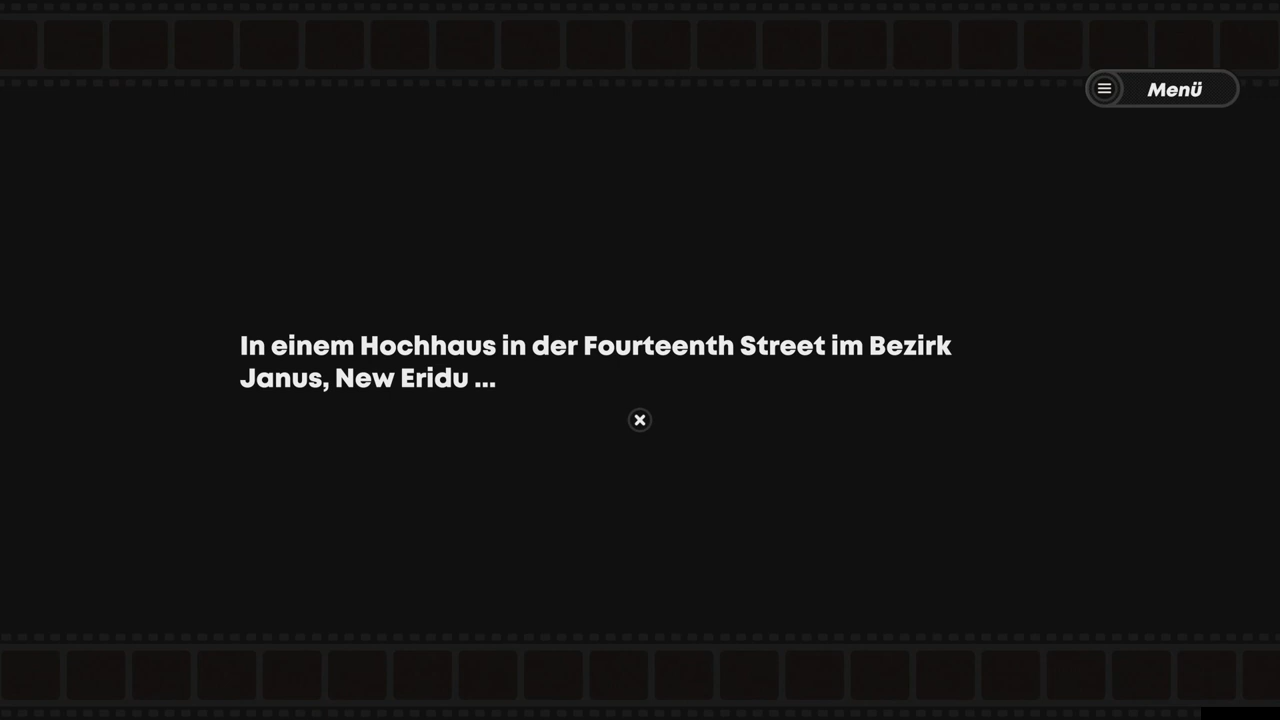 Menü
In einem Hochhaus in der Fourteenth Street im Bezirk
Janus, New Eridu ...